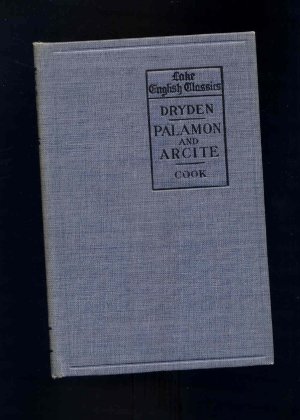 Lake
English Classics
DRYDEN
PALAMON
AND
ARCITE
COOK